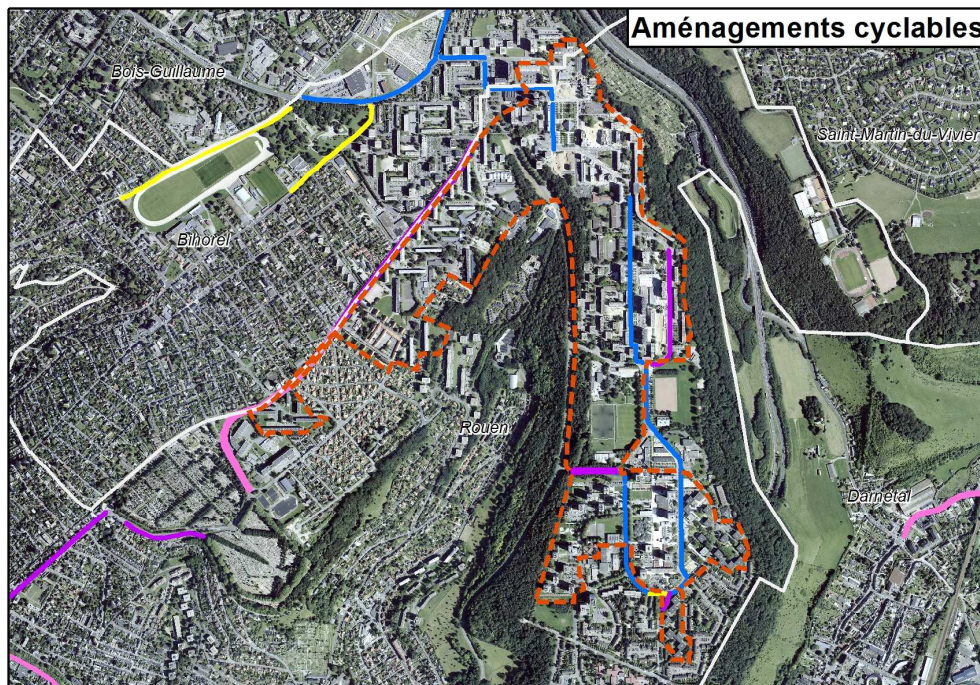 Aménagements cyclables
Bois-Guillaume
Saint-Martin-du-Vivier
Bihorel
Rouen
Darnétal